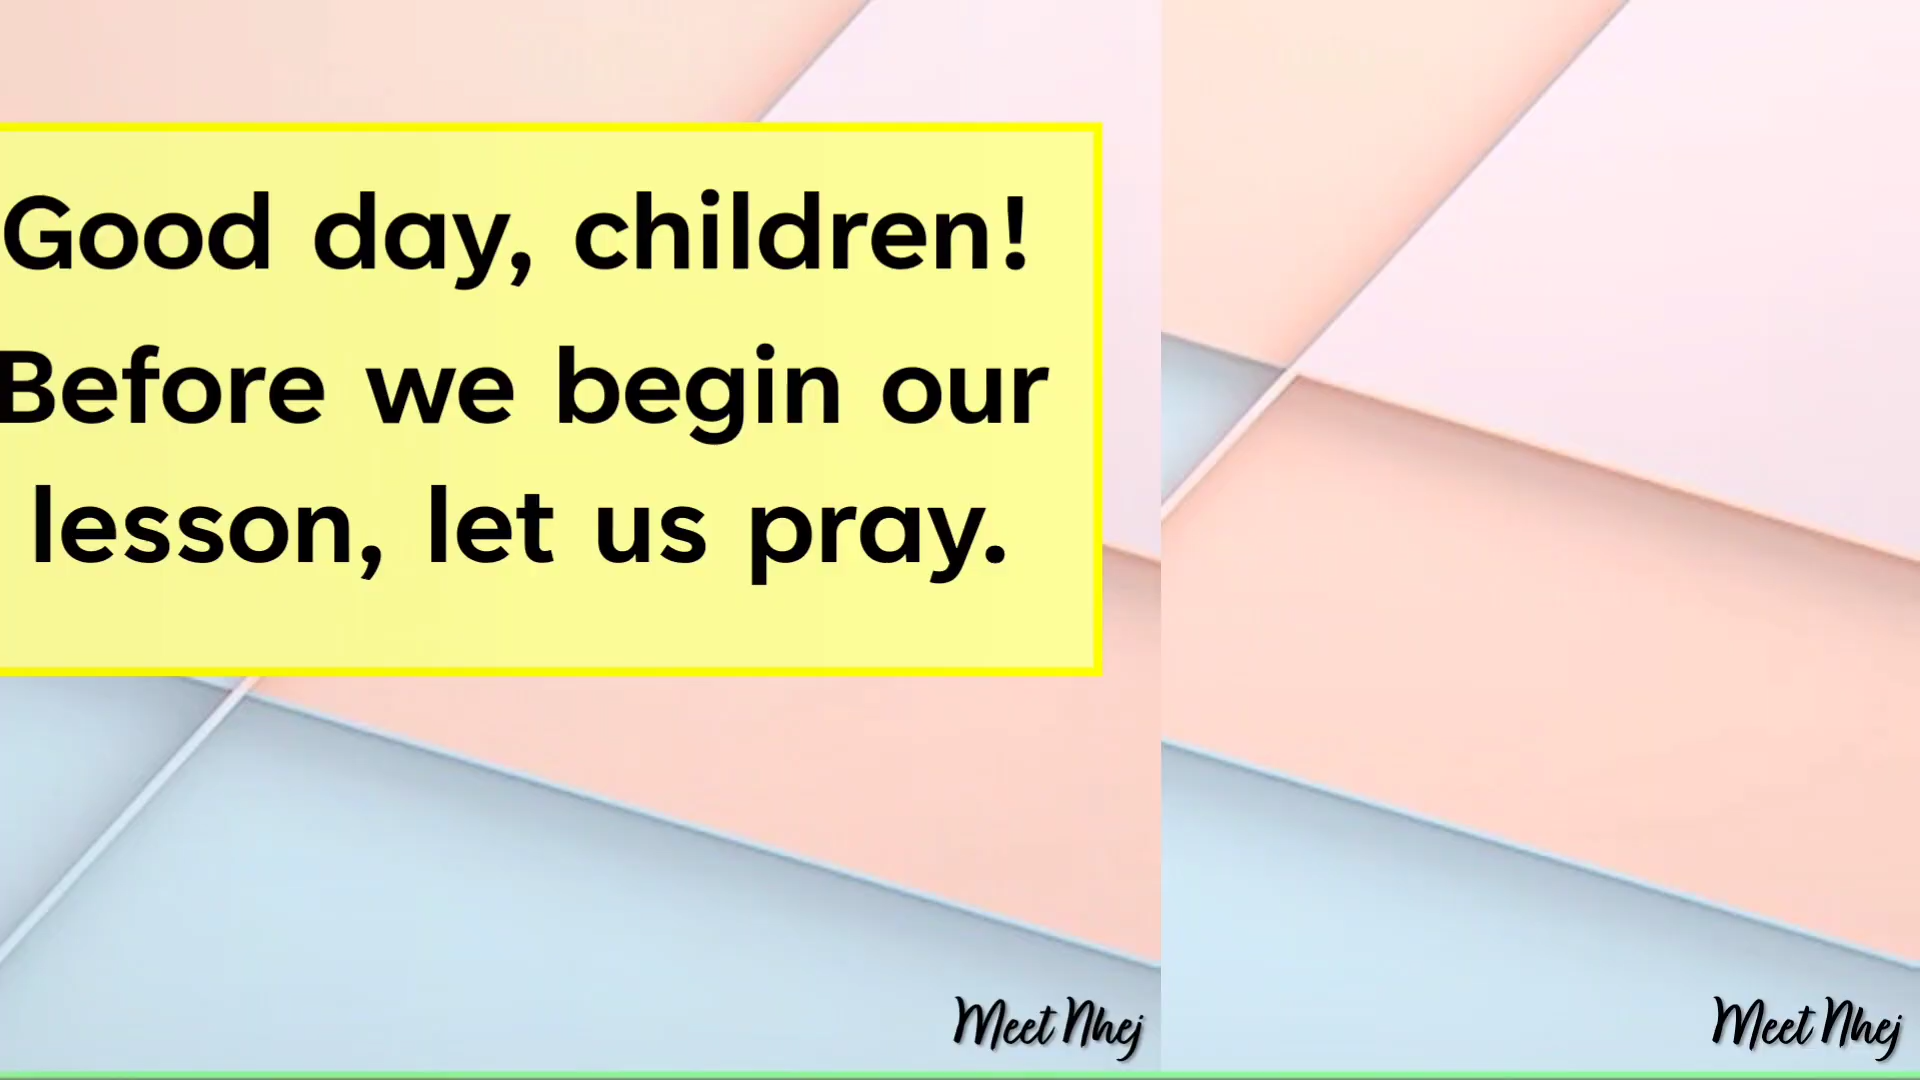 Good day, children!
Before we begin our
lesson, let us pray.
Meet Nhej
Meet Nhej